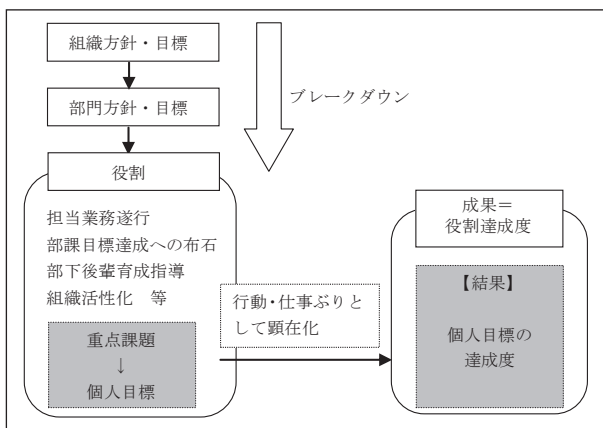 組織方針・目標
ブレークダウン
部門方針・目標
役割
担当業務遂行
部課目標達成への布石
部下後輩育成指導
組織活性化　等
重点課題
↓
個人目標
行動・仕事ぶりと
して顕在化
成果＝
役割達成度
【結果】
個人目標の
達成度